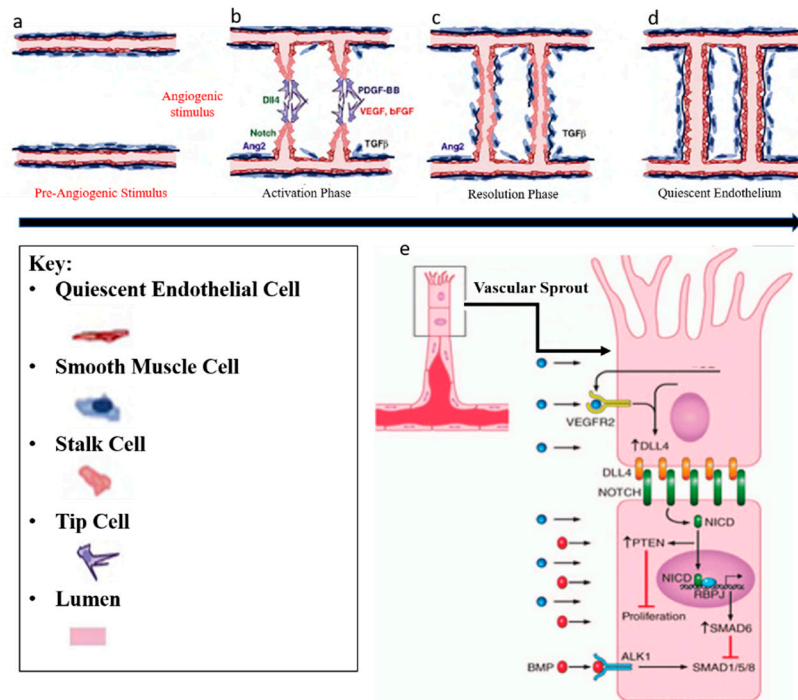 a
b
c
d
Angiogenic
stimulus
Dll4
PDGF-BB
VEGF, bFGF
Notch
Ang2
TGFβ
Ang2
TGFβ
Pre-Angiogenic Stimulus
Activation Phase
Resolution Phase
Quiescent Endothelium
Key:
• Quiescent Endothelial Cell
• Smooth Muscle Cell
• Stalk Cell
• Tip Cell
• Lumen
e
Vascular Sprout
VEGFR2
↑DLL4
DLL4
NOTCH
NICD
↑PTEN
NICD
RBPJ
Proliferation
↑SMAD6
ALK1
BMP
SMAD1/5/8